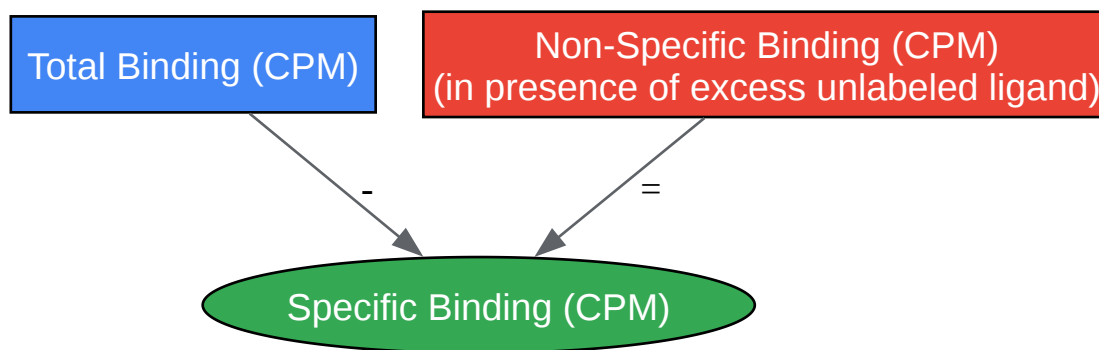 Total Binding (CPM)
Non-Specific Binding (CPM)
(in presence of excess unlabeled ligand)
-
=
Specific Binding (CPM)